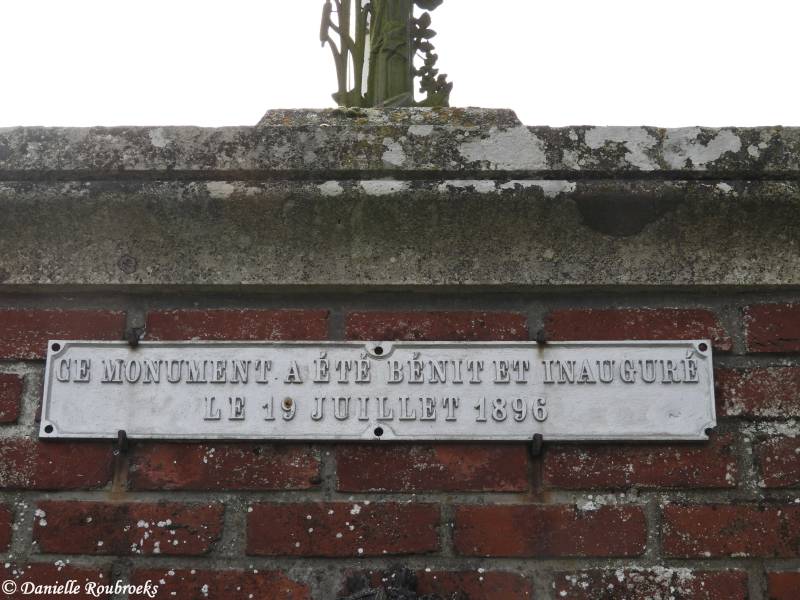 CE MONUMENT A ÉTÉ BÉNIT ET INAUGURÉ
LE 19 JUILLET 1896
© Danielle Roubroeks